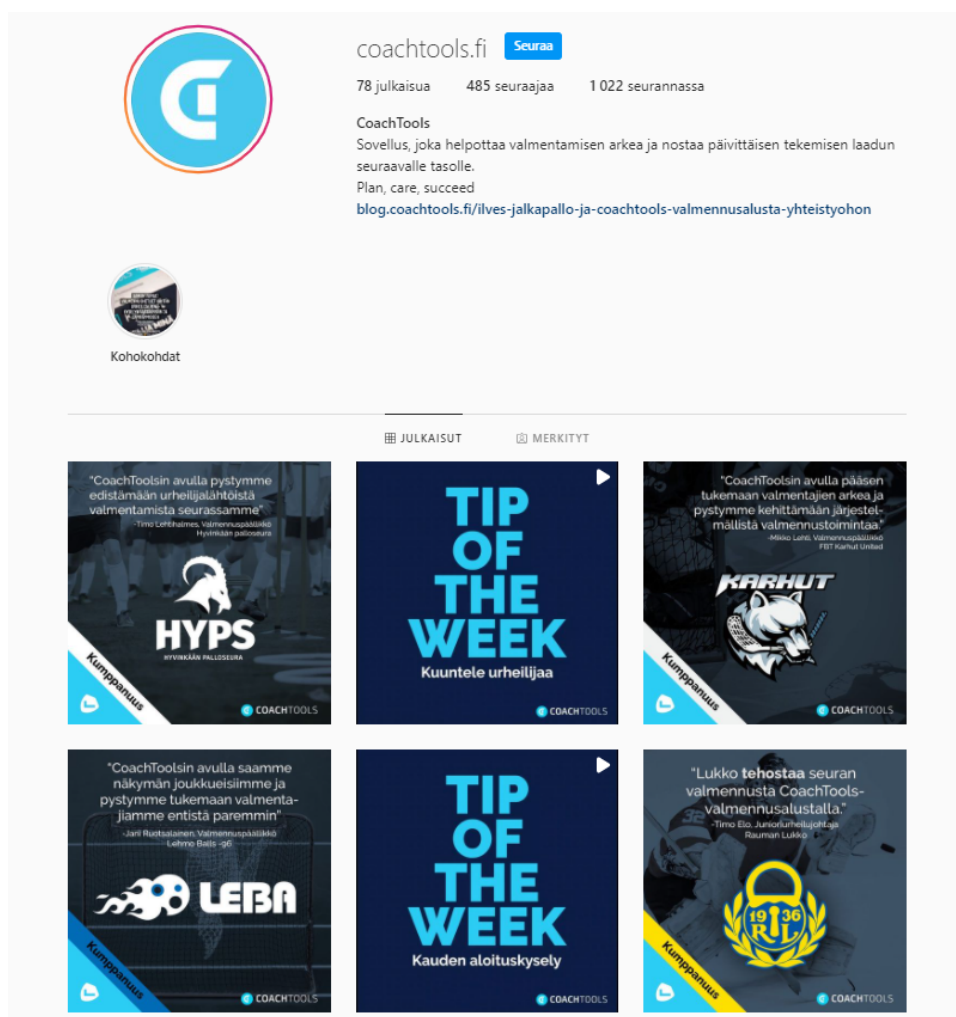 coachtools.fi Seuraa
78 julkaisua 485 seuraajaa 1 022 seurannassa
CoachTools
Sovellus, joka helpottaa valmentamisen arkea ja nostaa päivittäisen tekemisen laadun
seuraavalle tasolle.
Plan, care, succeed
blog.coachtools.fi/ilves-jalkapallo-ja-coachtools-valmennusalusta-yhteistyohon
Kohokohdat
JULKAISUT MERKITYT
"CoachToolsin avulla pystymme
edistämään urheilijalähtöistä
valmentamista seurassamme"
-Timo Lehtihalmes, Valmennuspäällikkö
Hyvinkään palloseura
HYPS
HYVINKÄÄN PALLOSEURA
Kumppanuus
COACHTOOLS
TIP
OF
THE
WEEK
Kuuntele urheilijaa
COACHTOOLS
"CoachToolsin avulla pääsen
tukemaan valmentajien arkea ja
pystymme kehittämään järjestel-
mällistä valmennustoimintaa."
-Mikko Lehti, Valmennuspäällikkö
FBT Karhut United
KARHUT
Kumppanuus
COACHTOOLS
"CoachToolsin avulla saamme
näkymän joukkueisiimme ja
pystymme tukemaan valmenta-
jiamme entistä paremmin"
-Jaril Ruotsalainen, Valmennuspäällikkö
Lehmo Balls -96
LEBA
Kumppanuus
COACHTOOLS
TIP
OF
THE
WEEK
Kauden aloituskysely
COACHTOOLS
"Lukko tehostaa seuran
valmennusta CoachTools-
valmennusalustalla."
-Timo Elo, Junioriurheilujohtaja
Rauman Lukko
19 36
R L
Kumppanuus
COACHTOOLS